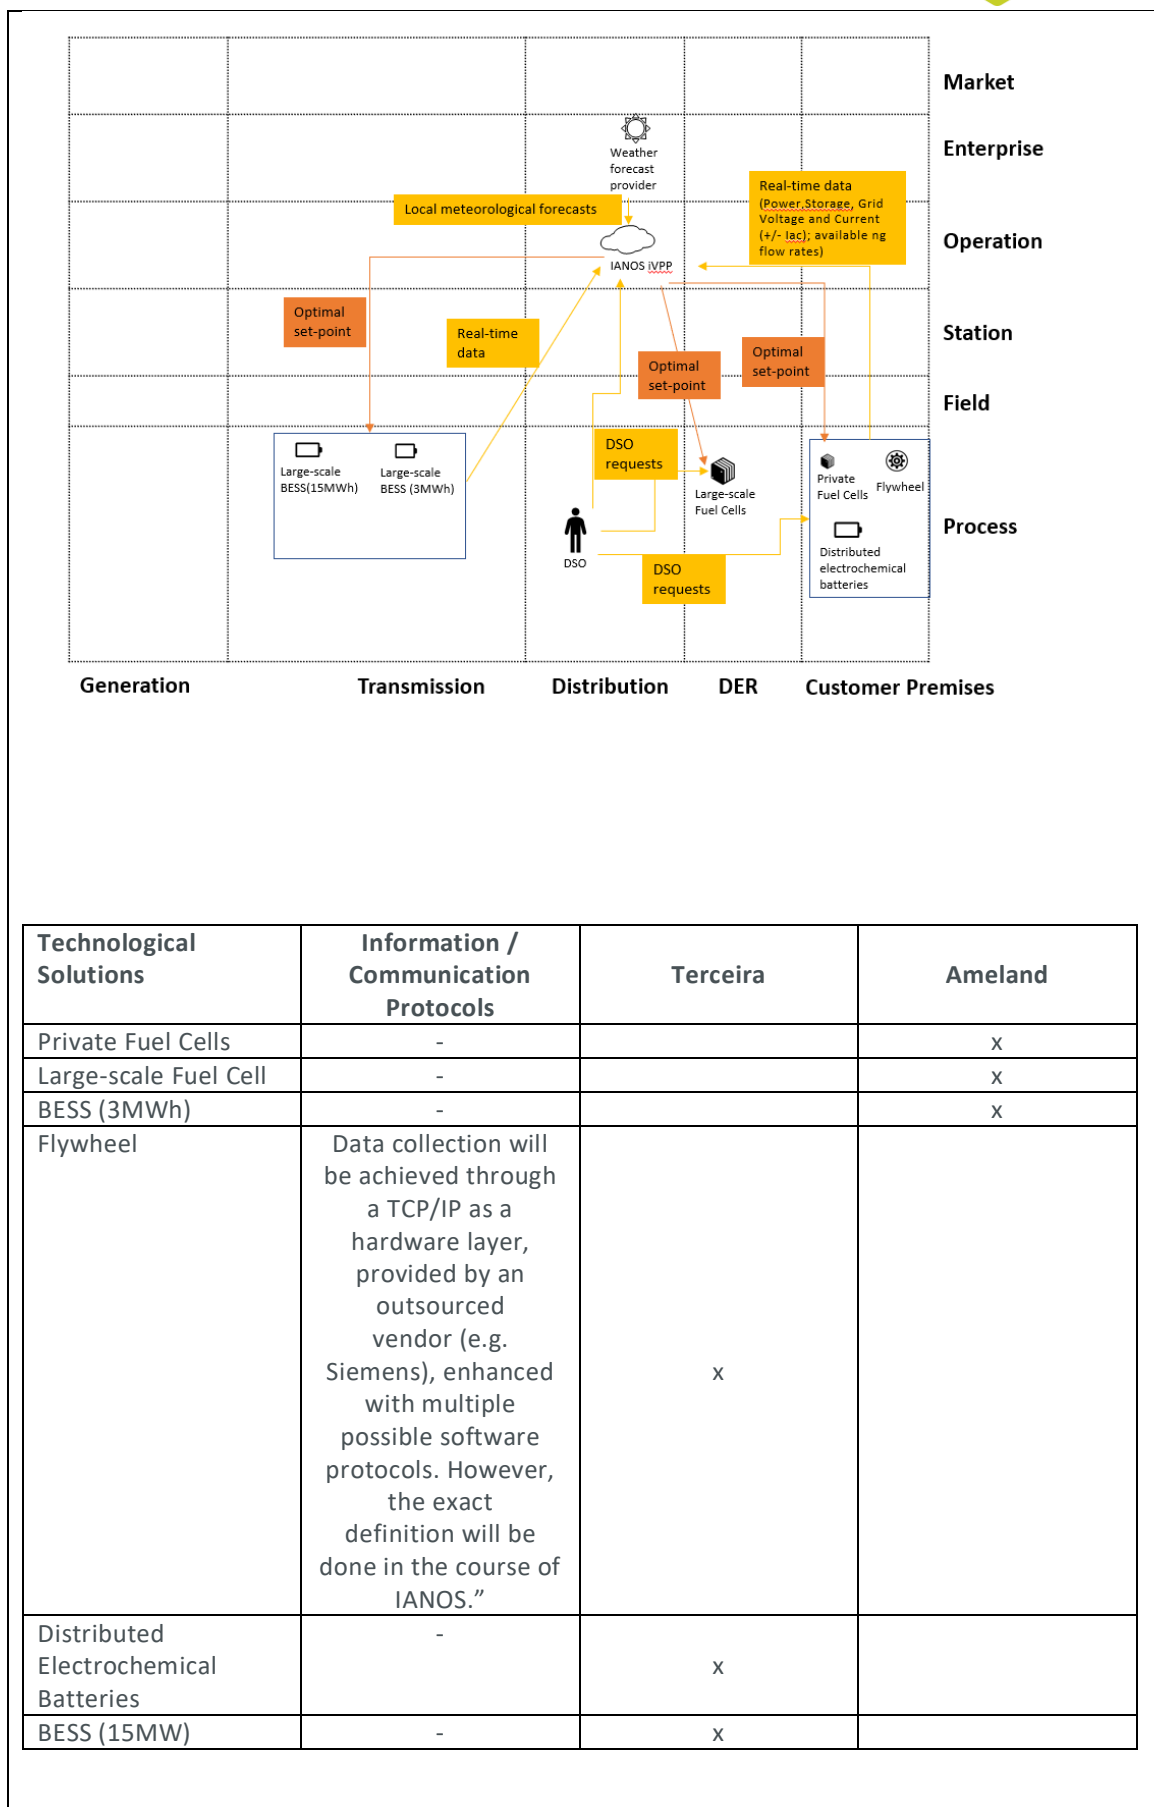 Market
Enterprise
Operation
Station
Field
Process
Weather
forecast
provider
Local meteorological forecasts
Real-time data
(Power,Storage, Grid
Voltage and Current
(+/- Iac); available ng
flow rates)
IANOS iVPP
Optimal
set-point
Real-time
data
Optimal
set-point
Optimal
set-point
DSO
requests
Large-scale
BESS(15MWh)
Large-scale
BESS (3MWh)
Large-scale
Fuel Cells
Private
Fuel Cells
Flywheel
Distributed
electrochemical
batteries
DSO
DSO
requests
Generation
Transmission
Distribution
DER
Customer Premises
Technological
Solutions
Information /
Communication
Protocols
Terceira
Ameland
Private Fuel Cells
-
x
Large-scale Fuel Cell
-
x
BESS (3MWh)
-
x
Flywheel
Data collection will
be achieved through
a TCP/IP as a
hardware layer,
provided by an
outsourced
vendor (e.g.
Siemens), enhanced
with multiple
possible software
protocols. However,
the exact
definition will be
done in the course of
IANOS.”
x
Distributed
Electrochemical
Batteries
-
x
BESS (15MW)
-
x